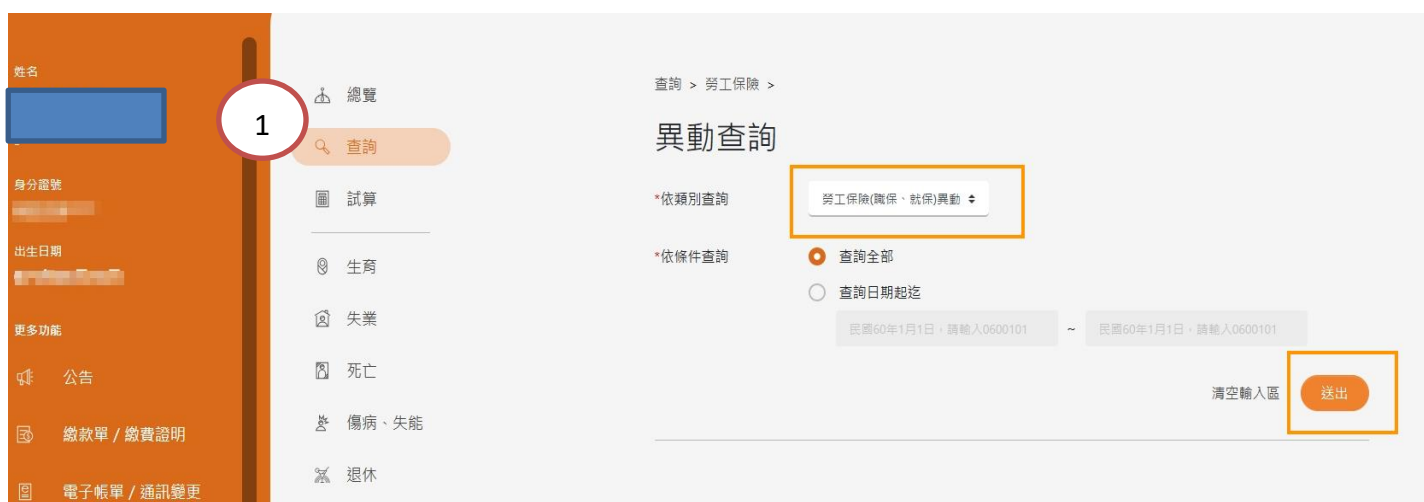 姓名
身分證號
出生日期
更多功能
公告
繳款單 / 繳費證明
電子帳單 / 通訊變更
1
總覽
查詢
試算
生育
失業
死亡
傷病、失能
退休
查詢 > 勞工保險 >
異動查詢
*依類別查詢
勞工保險(職保、就保)異動
*依條件查詢
查詢全部
查詢日期起迄
民國60年1月1日，請輸入0600101 ~ 民國60年1月1日，請輸入0600101
清空輸入區 送出